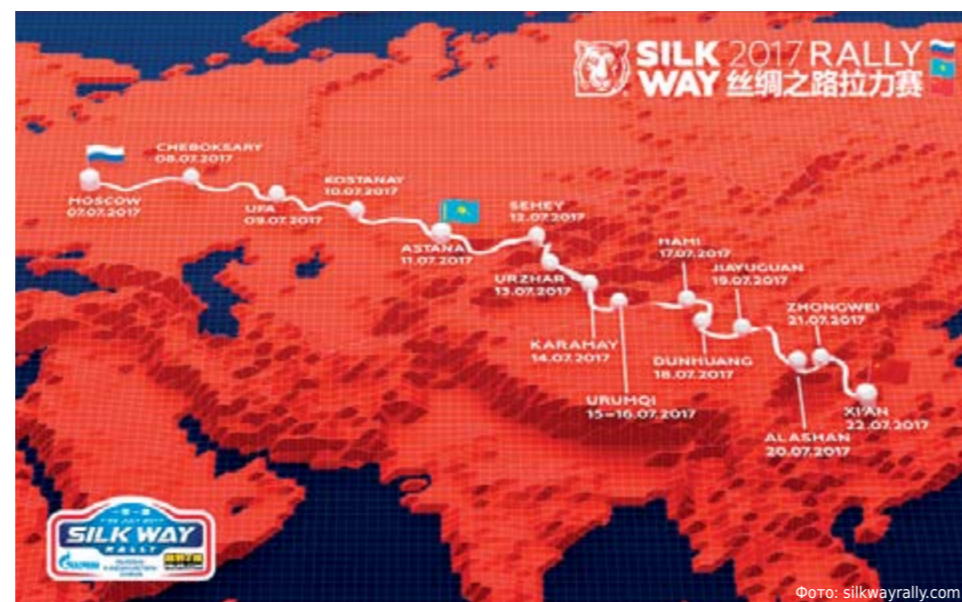 SILK 2017 RALLY
WAY 丝绸之路拉力赛
CHEBOKSARY
08.07.2017
MOSCOW
07.07.2017
UFA
09.07.2017
KOSTANAY
10.07.2017
ASTANA
11.07.2017
SEMEY
12.07.2017
URZHAR
13.07.2017
KARAMAY
14.07.2017
URUMQI
15-16.07.2017
HAMI
17.07.2017
DUNHUANG
18.07.2017
JIAYUGUAN
19.07.2017
ALASHAN
20.07.2017
ZHONGWEI
21.07.2017
XI'AN
22.07.2017
SILK WAY
RALLY
Фото: silkwayrally.com